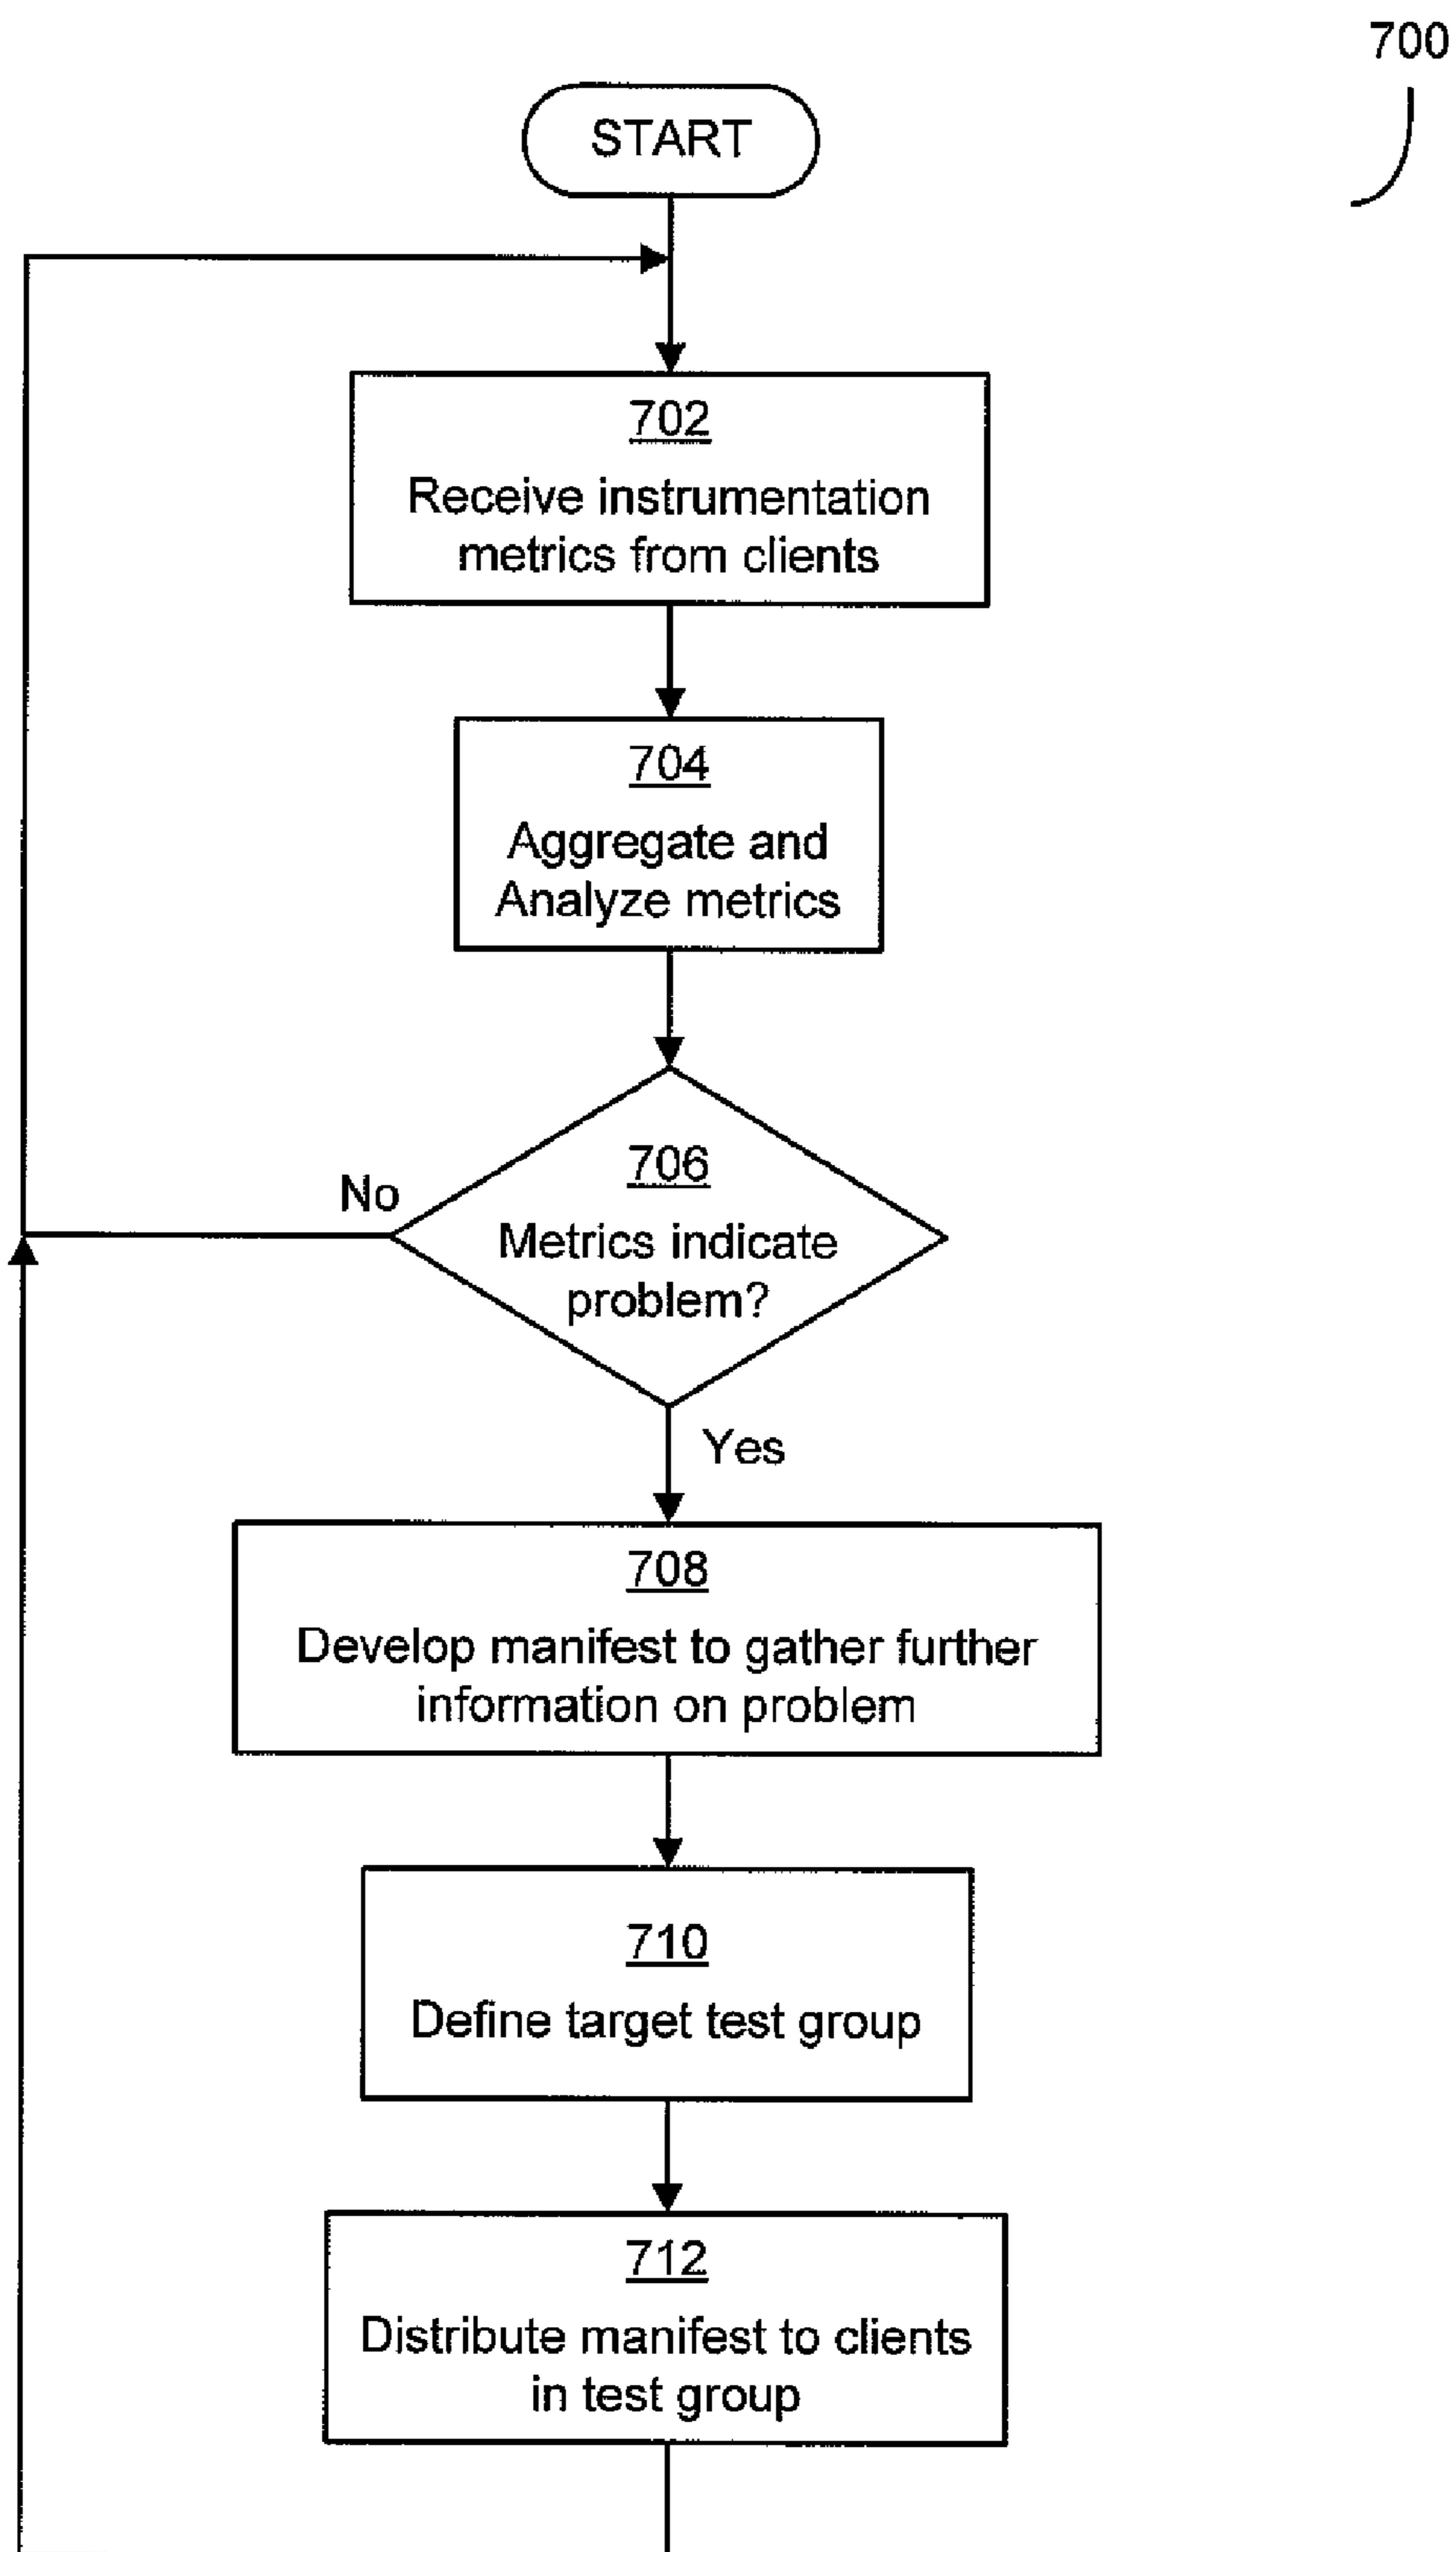 700
START
702
Receive instrumentation
metrics from clients
704
Aggregate and
Analyze metrics
706
Metrics indicate
problem?
No
Yes
708
Develop manifest to gather further
information on problem
710
Define target test group
712
Distribute manifest to clients
in test group